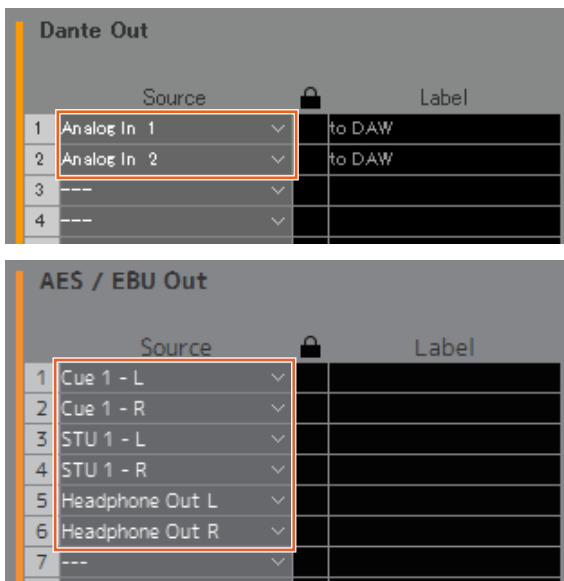 Dante Out
Source Label
1 Analog In 1 to DAW
2 Analog In 2 to DAW
3 ---
4 ---
AES / EBU Out
Source Label
1 Cue 1 - L
2 Cue 1 - R
3 STU 1 - L
4 STU 1 - R
5 Headphone Out L
6 Headphone Out R
7 ---